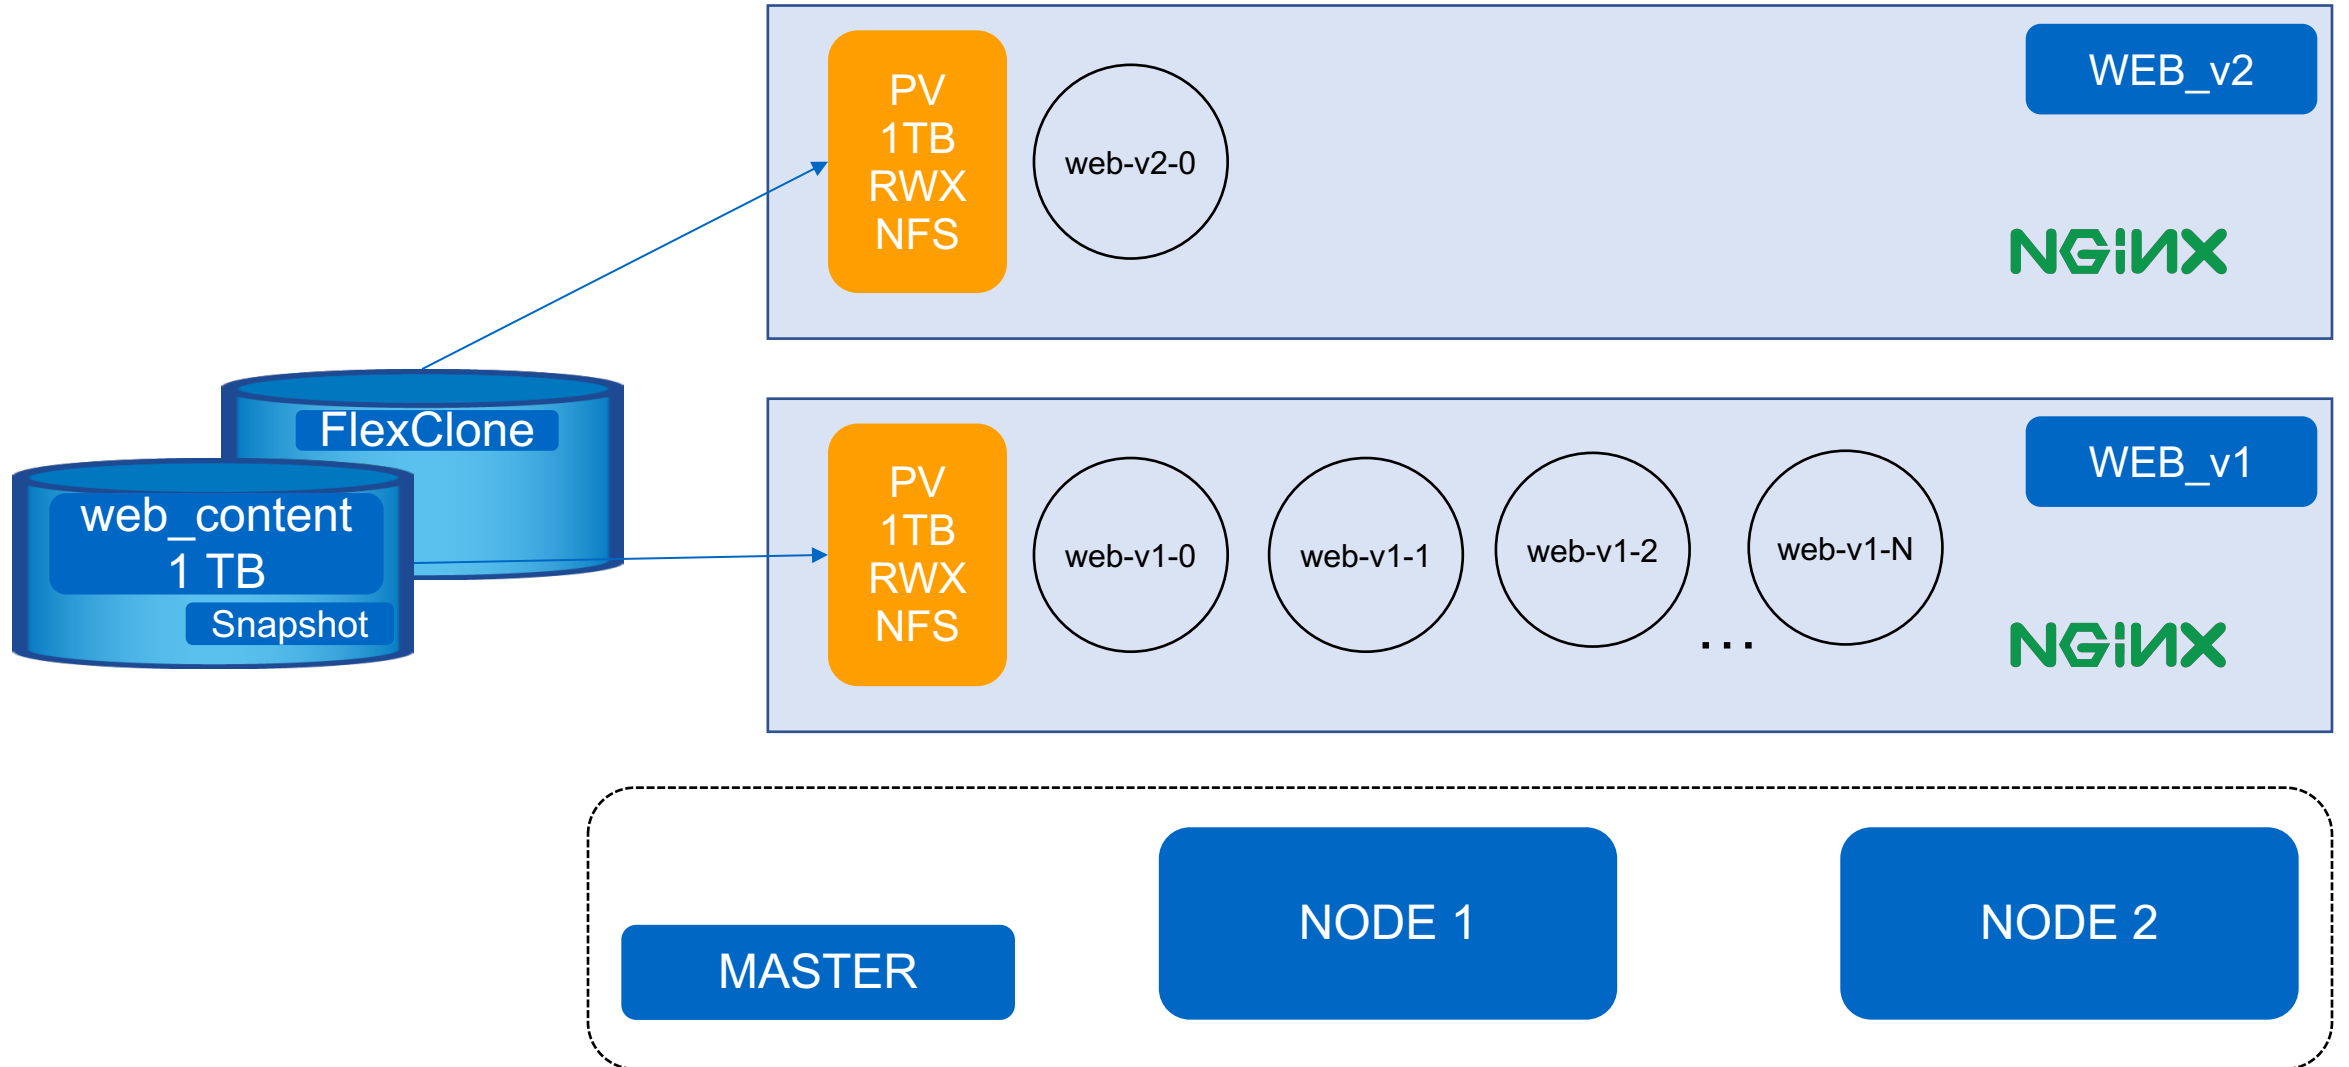 PV
1TB
RWX
NFS
web-v2-0
WEB_v2
NGINX
FlexClone
web_content
1 TB
Snapshot
PV
1TB
RWX
NFS
web-v1-0
web-v1-1
web-v1-2
...
web-v1-N
WEB_v1
NGINX
MASTER
NODE 1
NODE 2